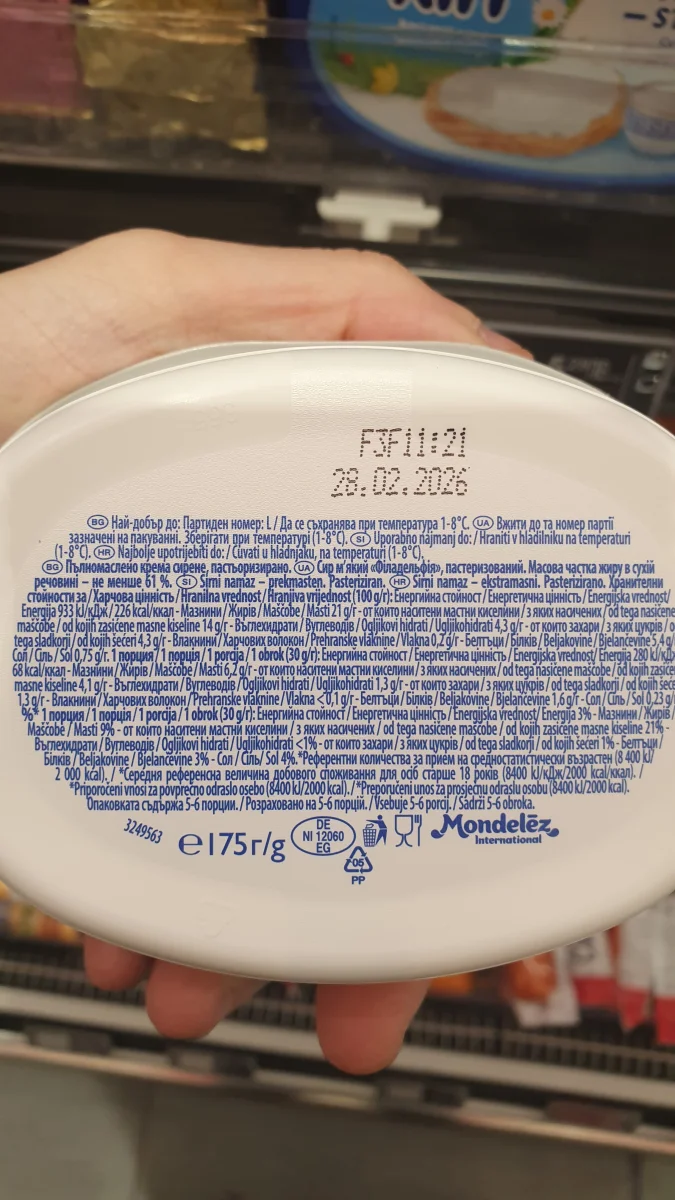 F3F11:21
28.02.2026
BG Най-добър до: Партиден номер: L / Да се съхранява при температура 1-8°C. UA Вжити до та номер партії
зазначені на пакуванні. Зберігати при температурі (1-8°C). SI Uporabno najmanj do: / Hraniti v hladilniku na temperaturi
(1-8°C). HR Najbolje upotrijebiti do: / Čuvati u hladnjaku, na temperaturi (1-8°C).
BG Пълномаслено крема сирене, пастьоризирано. UA Сир м'який «Філадельфія», пастеризований. Масова частка жиру в сухій
речовині – не менше 61 %. SI Sirni namaz – prekmasten. Pasteriziran. HR Sirni namaz – ekstramasni. Pasterizirano. Хранителни
стойности за / Харчова цінність / Hranilna vrednost / Hranjiva vrijednost (100 g/г): Енергийна стойност / Енергетична цінність / Energijska vrednost/
Energija 933 kJ/кДж / 226 kcal/ккал - Мазнини / Жирів / Maščobe / Masti 21 g/г - от които наситени мастни киселини / з яких насичених / od tega nasičene
maščobe / od kojih zasićene masne kiseline 14 g/г - Въглехидрати / Вуглеводів / Ogljikovi hidrati / Ugljikohidrati 4,3 g/г - от които захари / з яких цукрів / o
tega sladkorji / od kojih šećeri 4,3 g/г - Влакнини / Харчових волокон / Prehranske vlaknine / Vlakna 0,2 g/г - Белтъци / Білків / Beljakovine / Bjelančevine 5,4 g/
Сол / Сіль / Sol 0,75 g/г. 1 порция / 1 порція / 1 porcija / 1 obrok (30 g/г): Енергийна стойност / Енергетична цінність / Energijska vrednost/ Energija 280 kJ/кДж
68 kcal/ккал - Мазнини / Жирів / Maščobe / Masti 6,2 g/г - от които наситени мастни киселини / з яких насичених / od tega nasičene maščobe / od kojih zasićene
masne kiseline 4,1 g/г - Въглехидрати / Вуглеводів / Ogljikovi hidrati / Ugljikohidrati 1,3 g/г - от които захари / з яких цукрів / od tega sladkorji / od kojih šeće
1,3 g/г - Влакнини / Харчових волокон / Prehranske vlaknine / Vlakna <0,1 g/г - Белтъци / Білків / Beljakovine / Bjelančevine 1,6 g/г - Сол / Сіль / Sol 0,23 g/
%* 1 порция / 1 порція / 1 porcija / 1 obrok (30 g/г): Енергийна стойност / Енергетична цінність / Energijska vrednost/ Energija 3% - Мазнини / Жирів /
Maščobe / Masti 9% - от които наситени мастни киселини / з яких насичених / od tega nasičene maščobe / od kojih zasićene masne kiseline 21% -
Въглехидрати / Вуглеводів / Ogljikovi hidrati / Ugljikohidrati <1% - от които захари / з яких цукрів / od tega sladkorji / od kojih šećeri 1% - Белтъци /
Білків / Beljakovine / Bjelančevine 3% - Сол / Сіль / Sol 4%. *Референтни количества за прием на средностатистически възрастен (8 400 kJ/
2 000 kcal). / *Середня референсна величина добового споживання для осіб старше 18 років (8400 kJ/кДж/2000 kcal/ккал). /
*Priporočeni vnosi za povprečno odraslo osebo (8400 kJ/2000 kcal). / *Preporučeni unos za prosječnu odraslu osobu (8400 kJ/2000 kcal).
Опаковката съдържа 5-6 порции. / Розраховано на 5-6 порцій. / Vsebuje 5-6 porcij. / Sadrži 5-6 obroka.
3249563
e175г/g
DE
NI 12060
EG
05
PP
Mondelēz
International